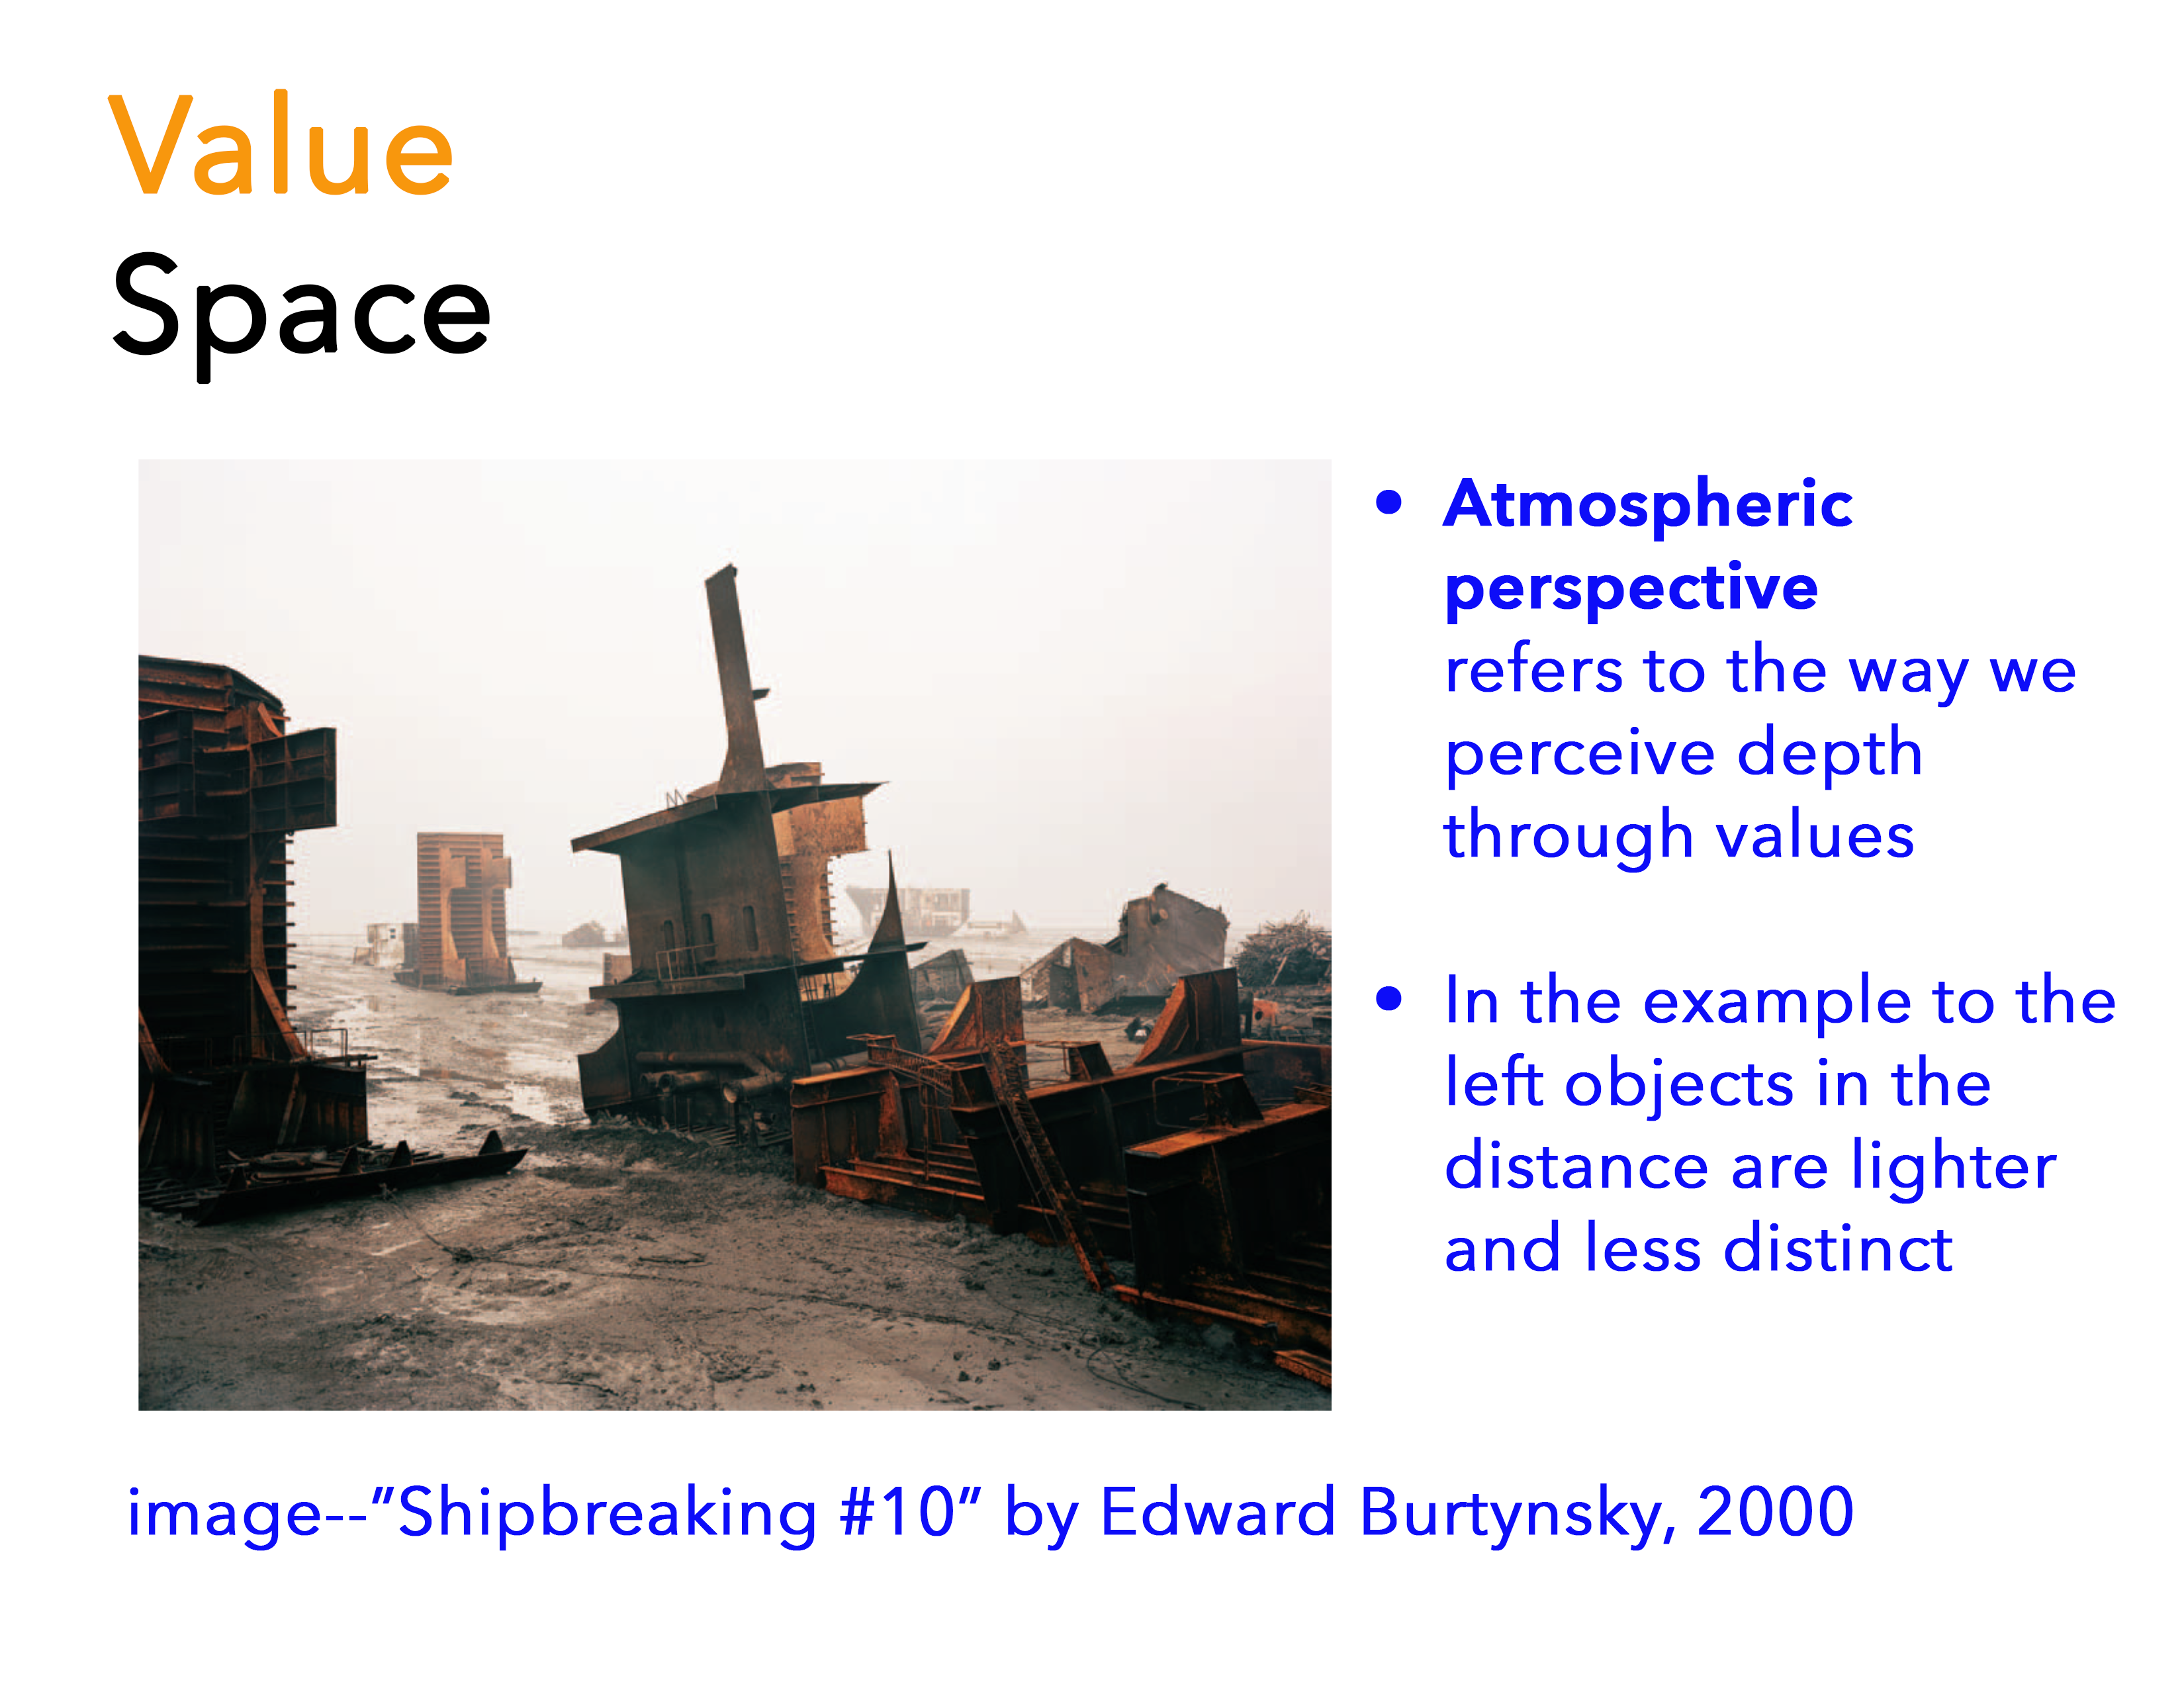 Value
Space
• Atmospheric
perspective
refers to the way we
perceive depth
through values
• In the example to the
left objects in the
distance are lighter
and less distinct
image--"Shipbreaking #10" by Edward Burtynsky, 2000